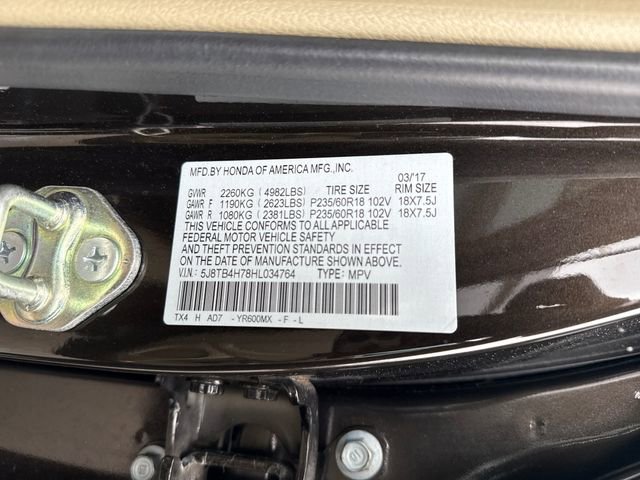 MFD.BY HONDA OF AMERICA MFG.,INC. 03/'17
GVWR 2260KG (4982LBS) TIRE SIZE RIM SIZE
GAWR F 1190KG (2623LBS) P235/60R18 102V 18X7.5J
GAWR R 1080KG (2381LBS) P235/60R18 102V 18X7.5J
THIS VEHICLE CONFORMS TO ALL APPLICABLE
FEDERAL MOTOR VEHICLE SAFETY
STANDARDS IN EFFECT
ON THE DATE OF MANUFACTURE SHOWN ABOVE.
V.I.N.: 5J8TB4H78HL034764 TYPE: MPV
TX4 H AD7 - YR600MX - F - L